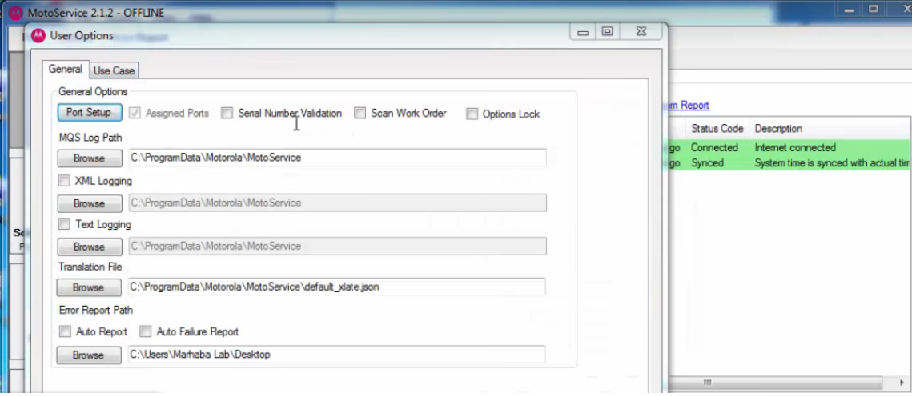 MotoService 2.1.2 - OFFLINE
User Options
General Use Case
General Options
Port Setup Assigned Ports Serial Number Validation Scan Work Order Options Lock
MQS Log Path
Browse C:\ProgramData\Motorola\MotoService
XML Logging
Browse C:\ProgramData\Motorola\MotoService
Text Logging
Browse C:\ProgramData\Motorola\MotoService
Translation File
Browse C:\ProgramData\Motorola\MotoService\default_xlate.json
Error Report Path
Auto Report Auto Failure Report
Browse C:\Users\Marhaba Lab\Desktop
Report
Status Code Description
go Connected Internet connected
go Synced System time is synced with actual tim